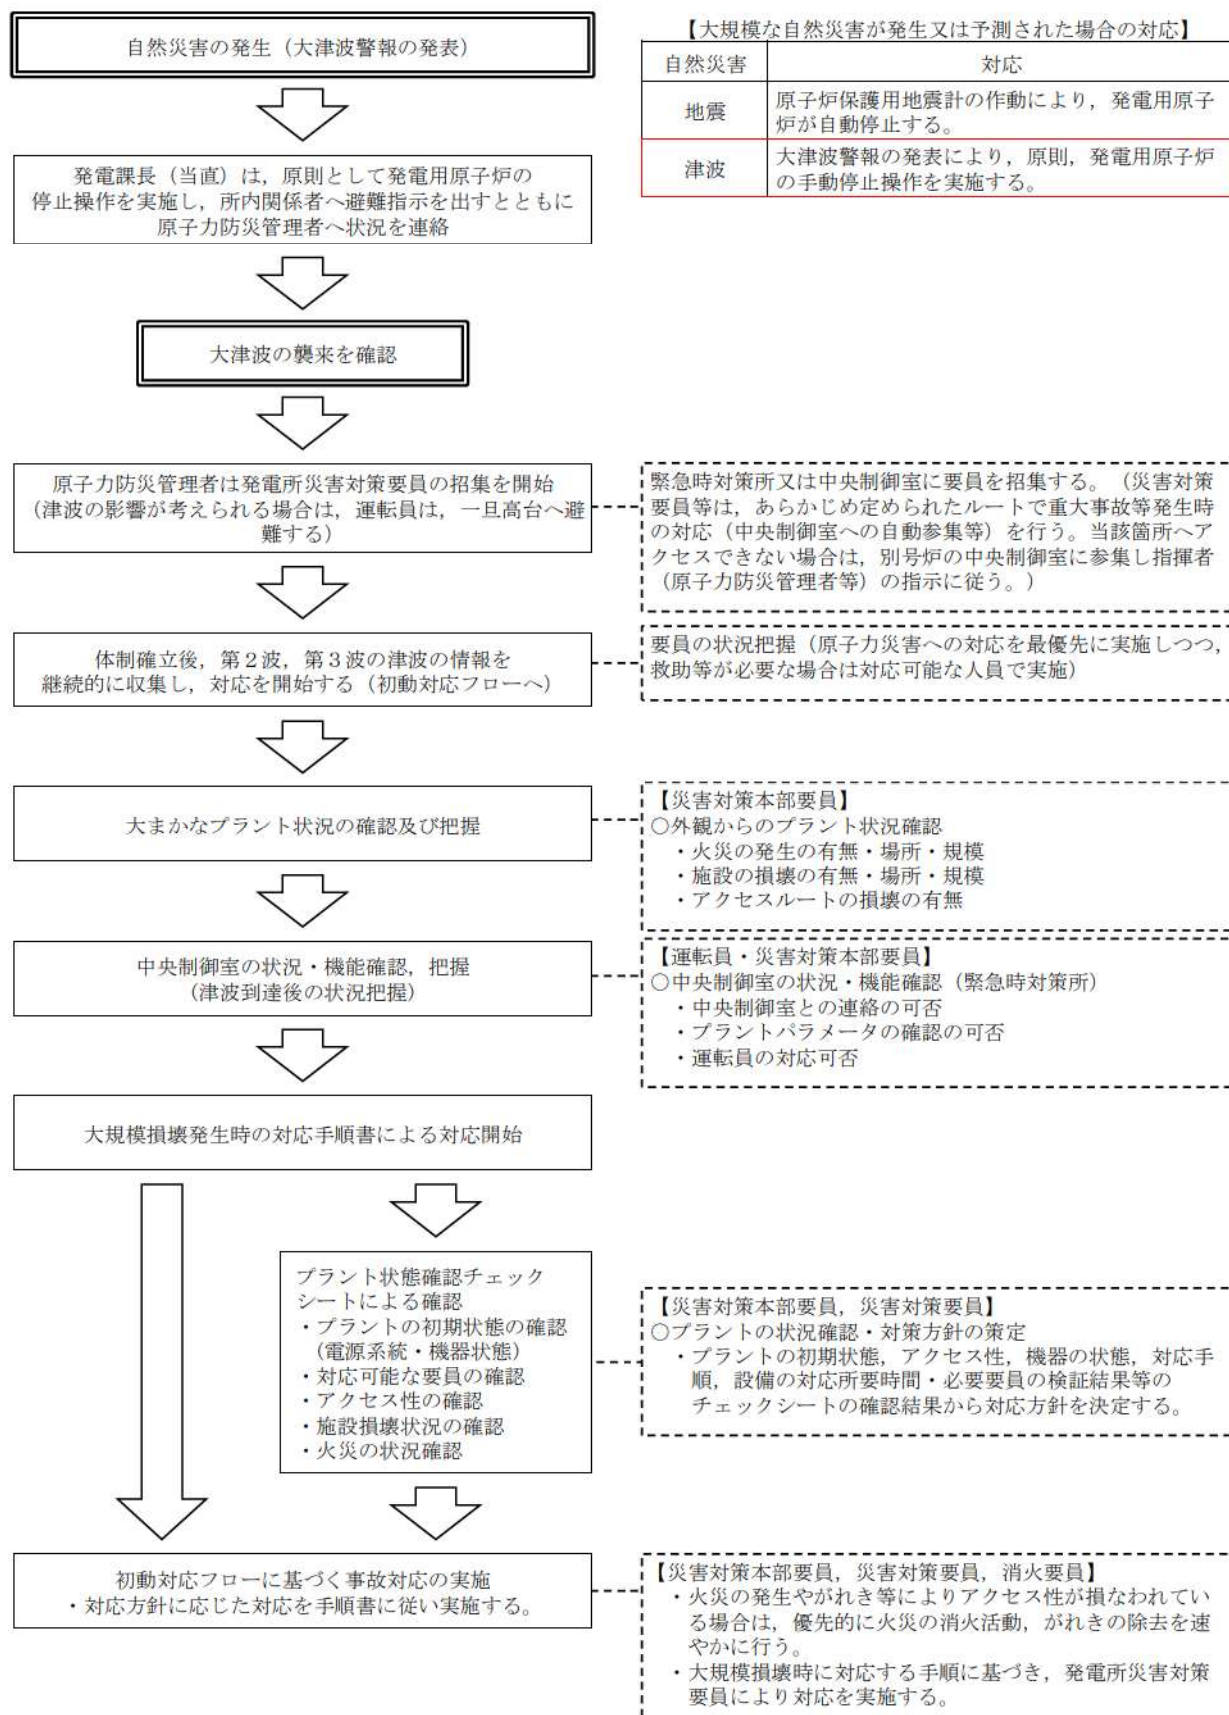 自然災害の発生（大津波警報の発表）
【大規模な自然災害が発生又は予測された場合の対応】
自然災害
対応
地震
原子炉保護用地震計の作動により，発電用原子
炉が自動停止する。
津波
大津波警報の発表により，原則，発電用原子炉
の手動停止操作を実施する。
発電課長（当直）は，原則として発電用原子炉の
停止操作を実施し，所内関係者へ避難指示を出すとともに
原子力防災管理者へ状況を連絡
大津波の襲来を確認
原子力防災管理者は発電所災害対策要員の招集を開始
（津波の影響が考えられる場合は，運転員は，一旦高台へ避
難する）
緊急時対策所又は中央制御室に要員を招集する。（災害対策
要員等は，あらかじめ定められたルートで重大事故等発生時
の対応（中央制御室への自動参集等）を行う。当該箇所へア
クセスできない場合は，別号炉の中央制御室に参集し指揮者
（原子力防災管理者等）の指示に従う。）
体制確立後，第２波，第３波の津波の情報を
継続的に収集し，対応を開始する（初動対応フローへ）
要員の状況把握（原子力災害への対応を最優先に実施しつつ，
救助等が必要な場合は対応可能な人員で実施）
大まかなプラント状況の確認及び把握
【災害対策本部要員】
○外観からのプラント状況確認
・火災の発生の有無・場所・規模
・施設の損壊の有無・場所・規模
・アクセスルートの損壊の有無
中央制御室の状況・機能確認，把握
（津波到達後の状況把握）
【運転員・災害対策本部要員】
○中央制御室の状況・機能確認（緊急時対策所）
・中央制御室との連絡の可否
・プラントパラメータの確認の可否
・運転員の対応可否
大規模損壊発生時の対応手順書による対応開始
プラント状態確認チェック
シートによる確認
・プラントの初期状態の確認
（電源系統・機器状態）
・対応可能な要員の確認
・アクセス性の確認
・施設損壊状況の確認
・火災の状況確認
【災害対策本部要員，災害対策要員】
○プラントの状況確認・対策方針の策定
・プラントの初期状態，アクセス性，機器の状態，対応手
順，設備の対応所要時間・必要要員の検証結果等の
チェックシートの確認結果から対応方針を決定する。
初動対応フローに基づく事故対応の実施
・対応方針に応じた対応を手順書に従い実施する。
【災害対策本部要員，災害対策要員，消火要員】
・火災の発生やがれき等によりアクセス性が損なわれてい
る場合は，優先的に火災の消火活動，がれきの除去を速
やかに行う。
・大規模損壊時に対応する手順に基づき，発電所災害対策
要員により対応を実施する。